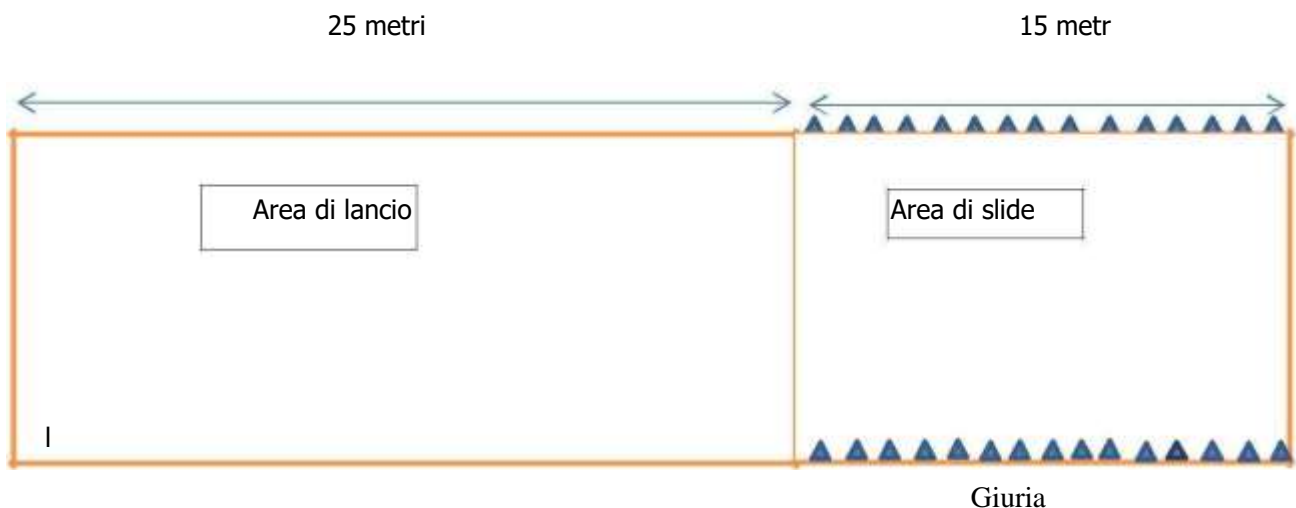 25 metri
15 metr
Area di lancio
Area di slide
l
Giuria